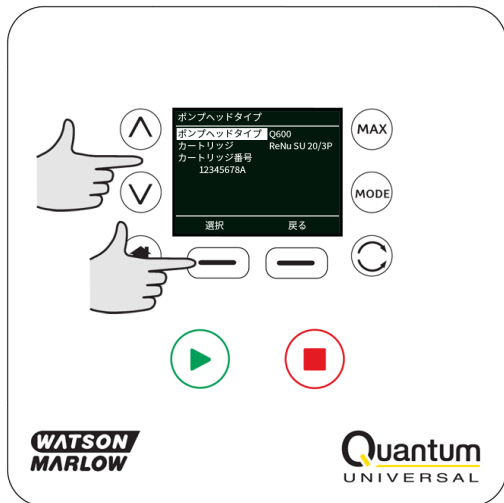 ポンプヘッドタイプ
ポンプヘッドタイプ Q600
カートリッジ ReNu SU 20/3P
カートリッジ番号
12345678A
選択 戻る
MAX
MODE
WATSON
MARLOW
Quantum
UNIVERSAL